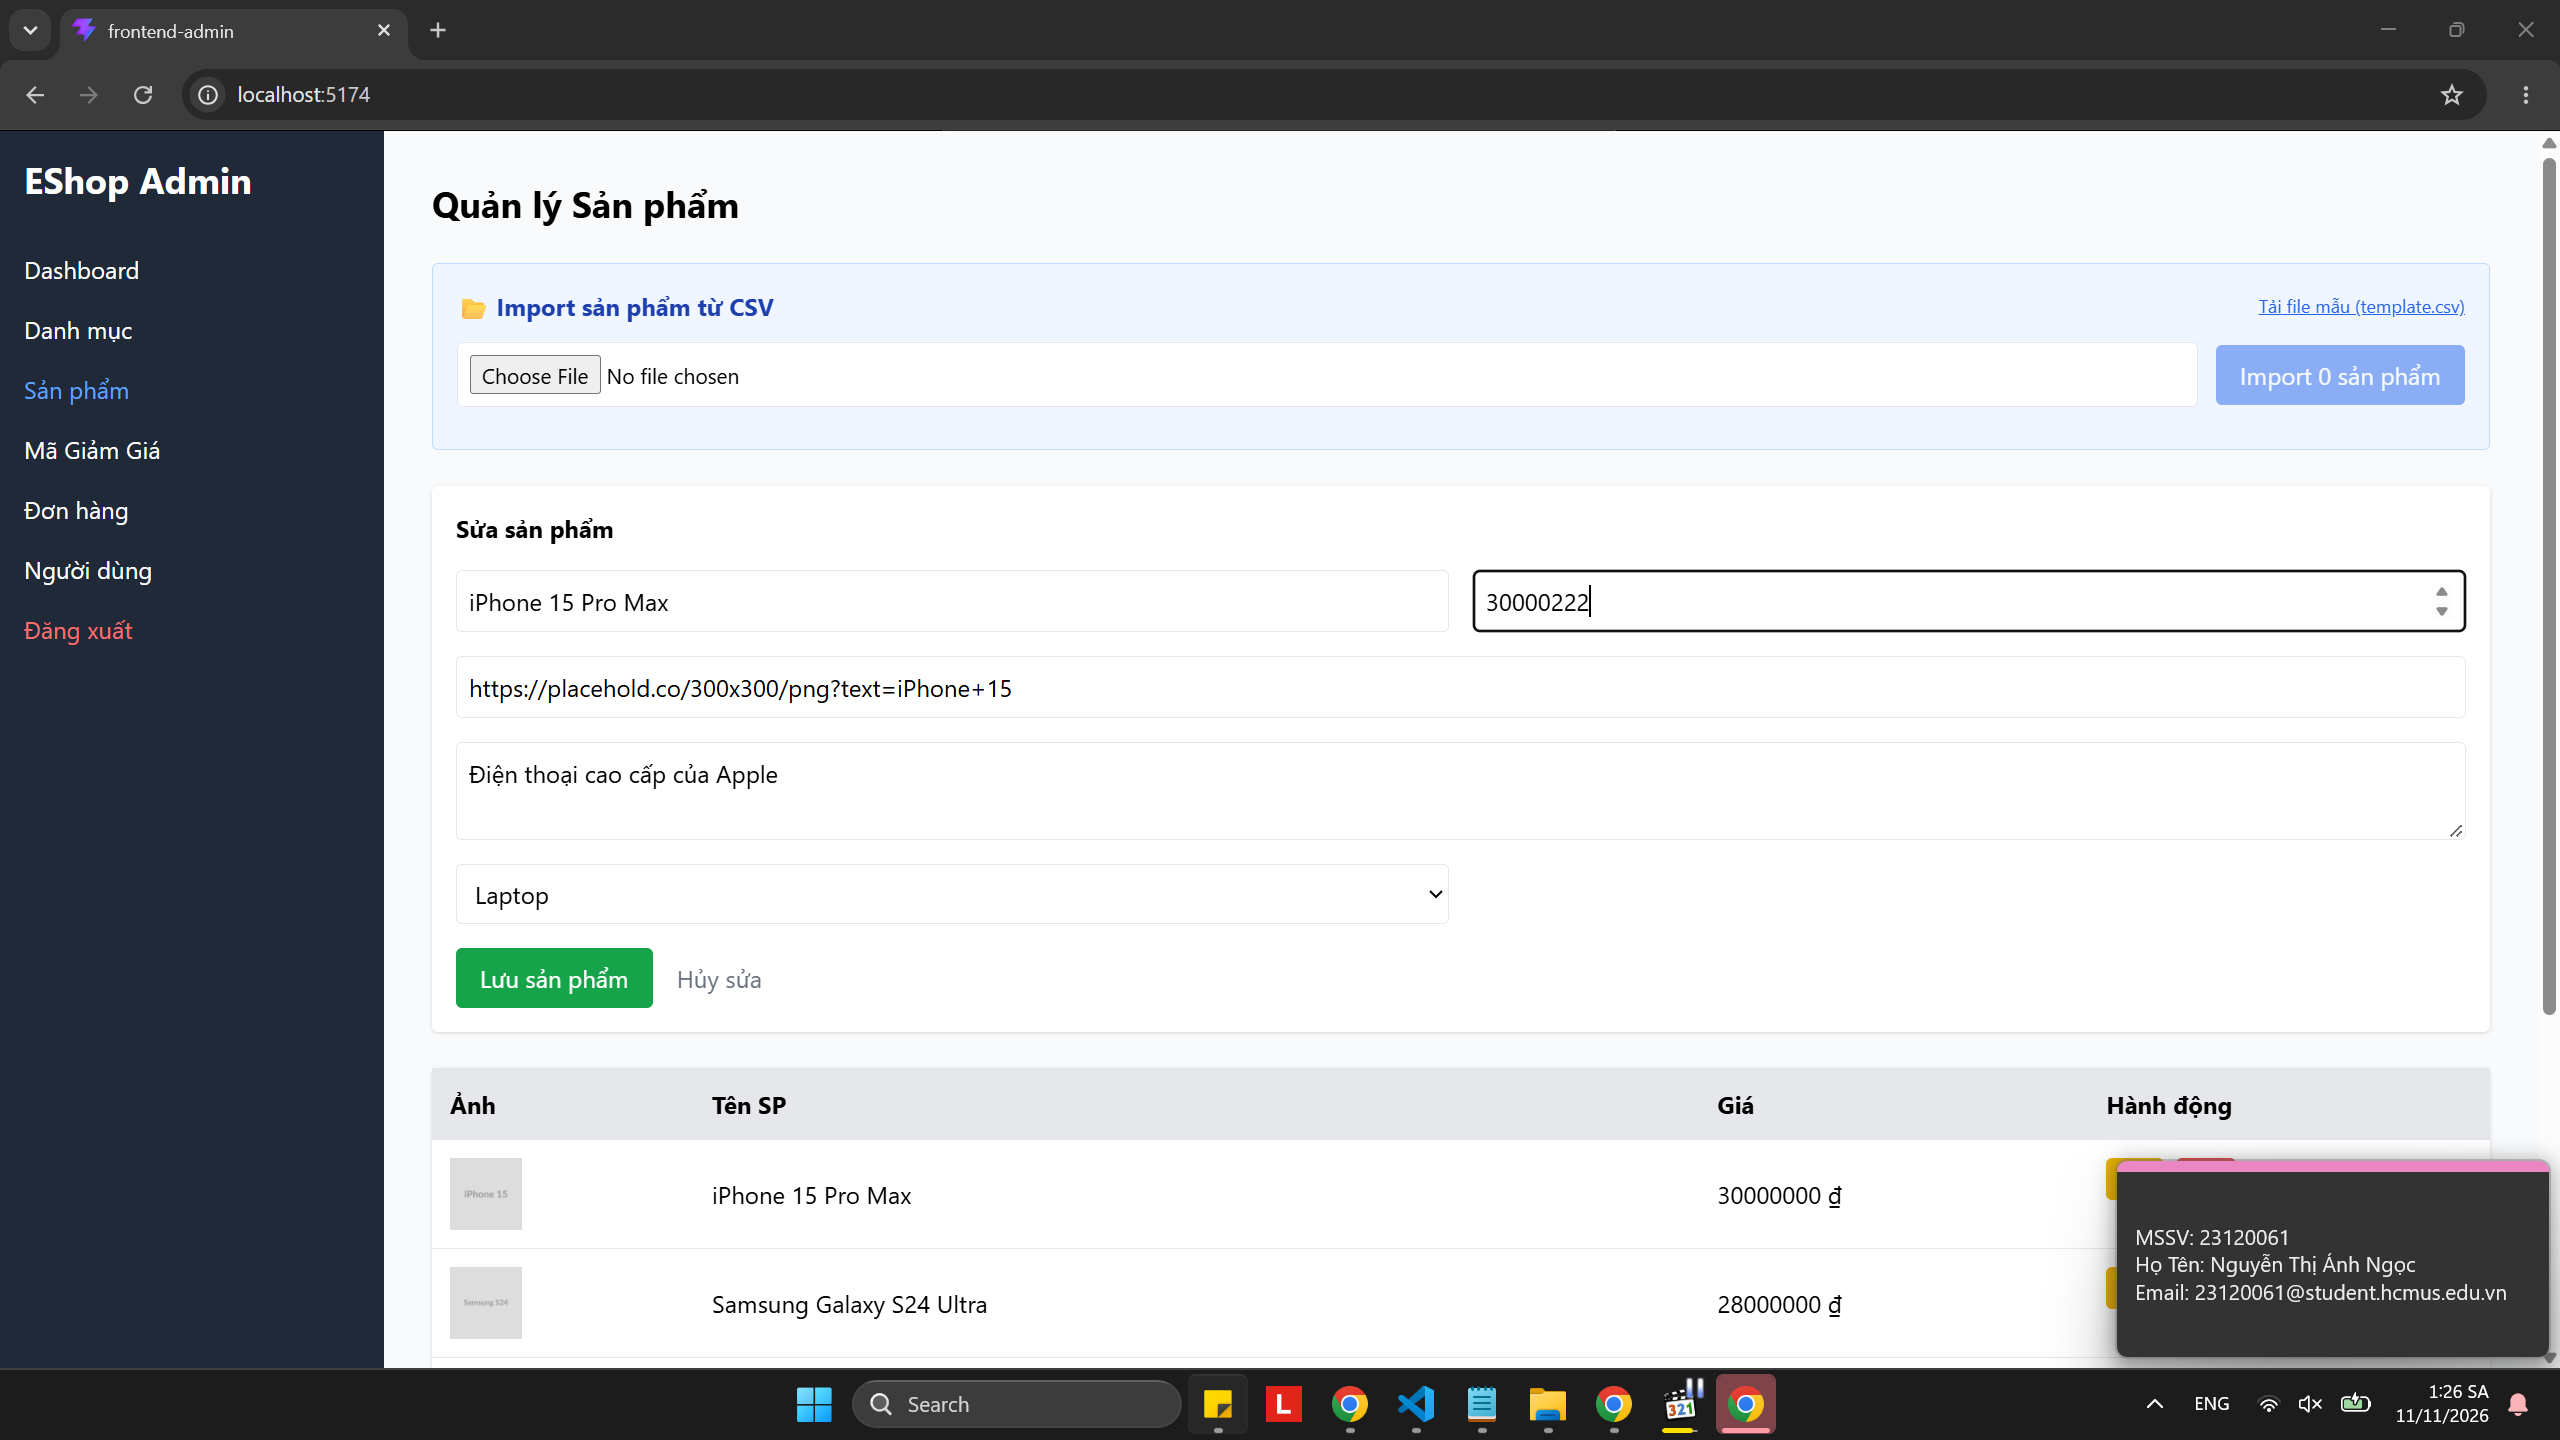 frontend-admin
localhost:5174
EShop Admin
Dashboard
Danh mục
Sản phẩm
Mã Giảm Giá
Đơn hàng
Người dùng
Đăng xuất
Quản lý Sản phẩm
Import sản phẩm từ CSV
Tải file mẫu (template.csv)
Choose File No file chosen
Import 0 sản phẩm
Sửa sản phẩm
iPhone 15 Pro Max
30000222
https://placehold.co/300x300/png?text=iPhone+15
Điện thoại cao cấp của Apple
Laptop
Lưu sản phẩm
Hủy sửa
Ảnh Tên SP Giá Hành động
iPhone 15 iPhone 15 Pro Max 30000000 ₫
Samsung S24 Samsung Galaxy S24 Ultra 28000000 ₫
MSSV: 23120061
Họ Tên: Nguyễn Thị Ánh Ngọc
Email: 23120061@student.hcmus.edu.vn
Search
L
321
ENG
1:26 SA
11/11/2026